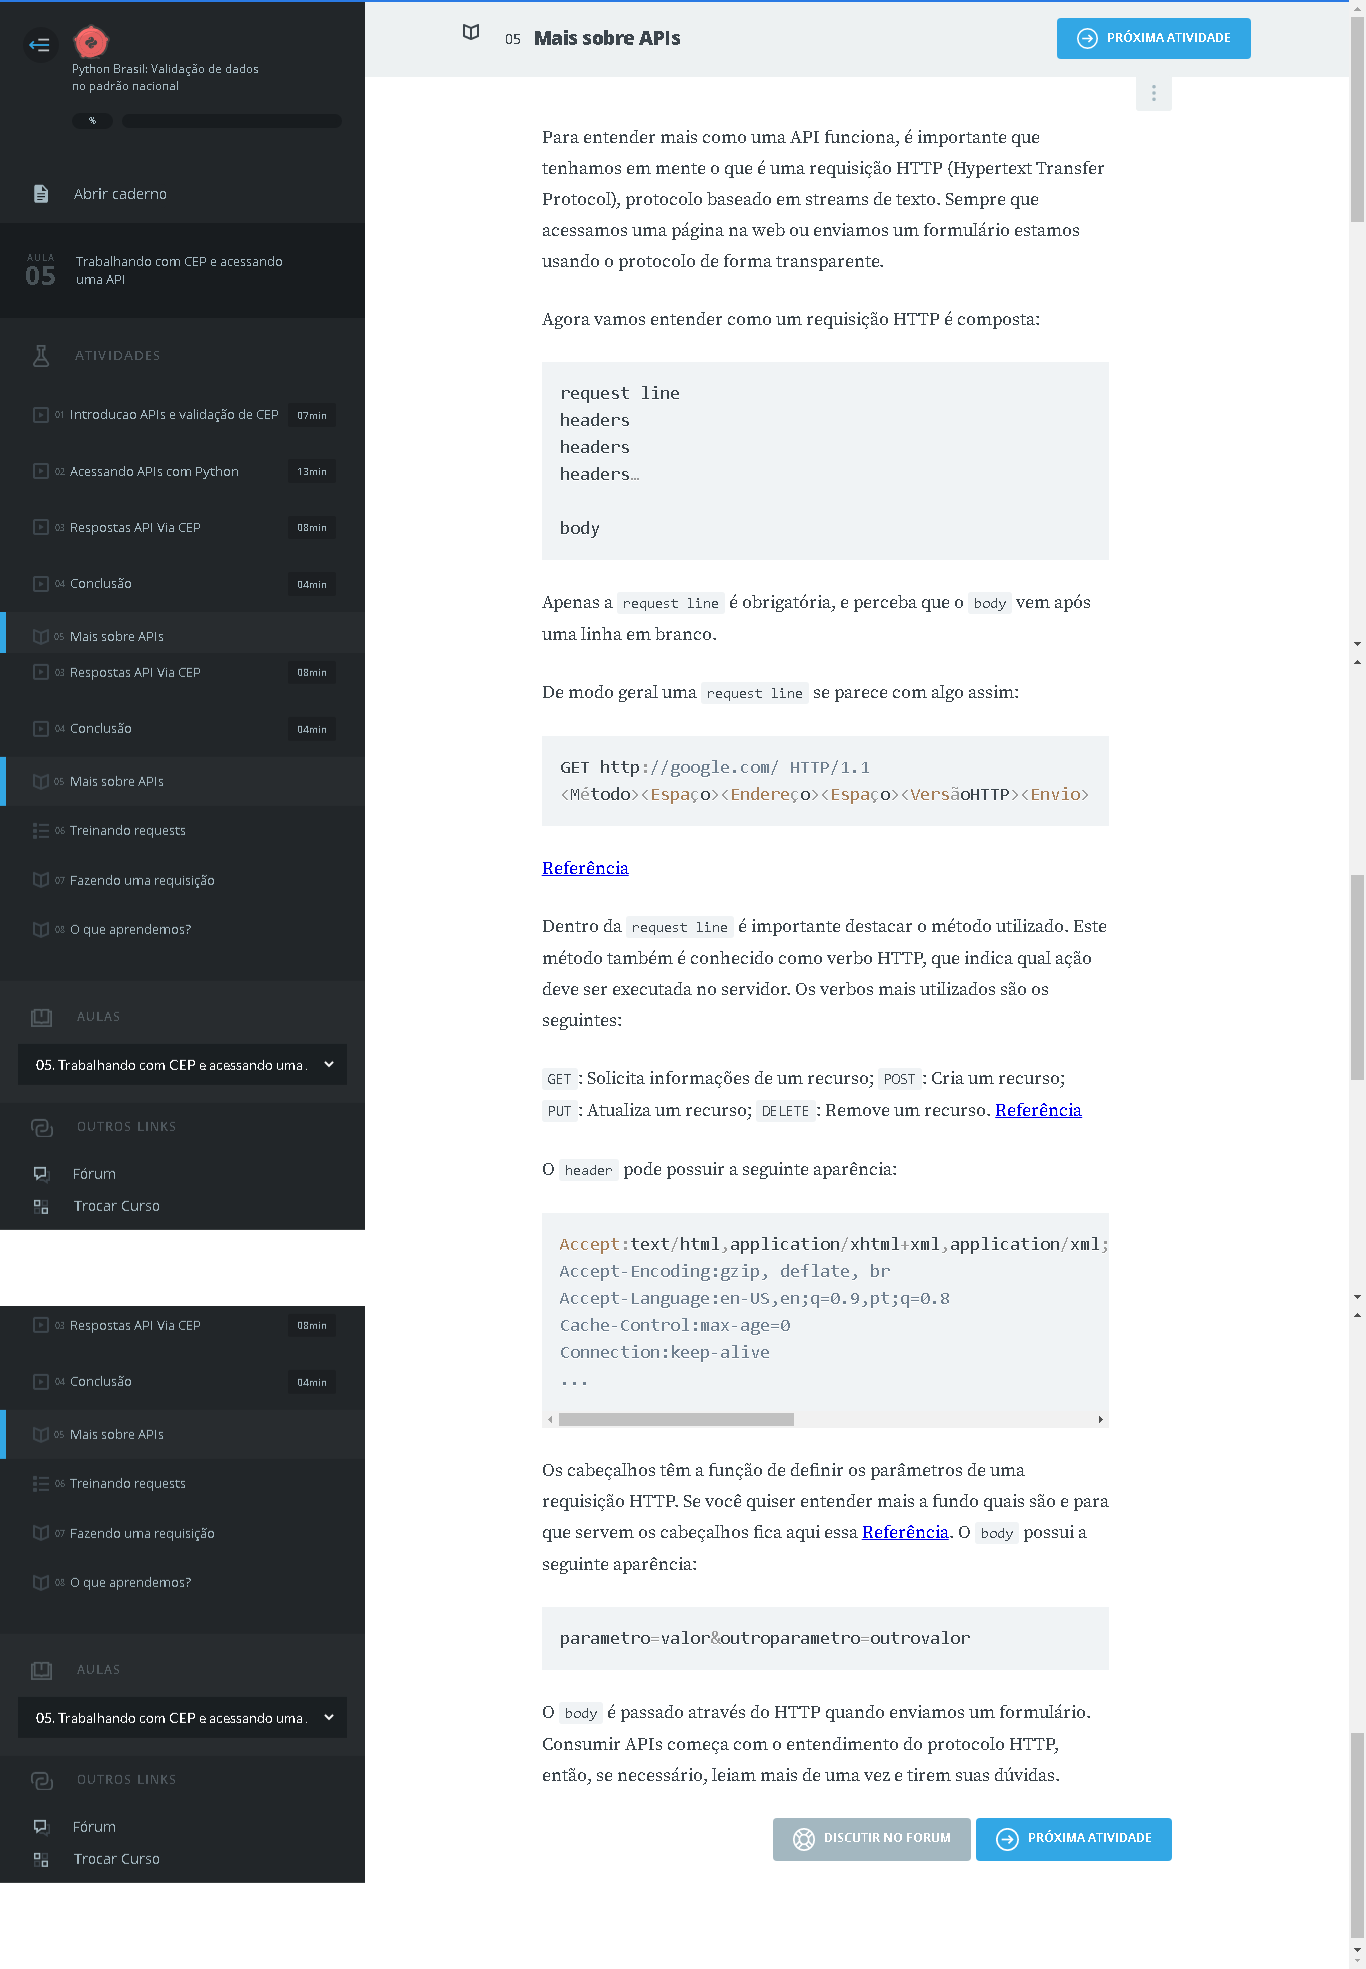 Python Brasil: Validação de dados
no padrão nacional
%
Abrir caderno
AULA
05
Trabalhando com CEP e acessando
uma API
ATIVIDADES
01 Introducao APIs e validação de CEP 07min
02 Acessando APIs com Python 13min
03 Respostas API Via CEP 08min
04 Conclusão 04min
05 Mais sobre APIs
03 Respostas API Via CEP 08min
04 Conclusão 04min
05 Mais sobre APIs
06 Treinando requests
07 Fazendo uma requisição
08 O que aprendemos?
AULAS
05. Trabalhando com CEP e acessando uma.
OUTROS LINKS
Fórum
Trocar Curso
03 Respostas API Via CEP 08min
04 Conclusão 04min
05 Mais sobre APIs
06 Treinando requests
07 Fazendo uma requisição
08 O que aprendemos?
AULAS
05. Trabalhando com CEP e acessando uma.
OUTROS LINKS
Fórum
Trocar Curso
05 Mais sobre APIs
PRÓXIMA ATIVIDADE
Para entender mais como uma API funciona, é importante que
tenhamos em mente o que é uma requisição HTTP (Hypertext Transfer
Protocol), protocolo baseado em streams de texto. Sempre que
acessamos uma página na web ou enviamos um formulário estamos
usando o protocolo de forma transparente.
Agora vamos entender como um requisição HTTP é composta:
request line
headers
headers
headers…
body
Apenas a request line é obrigatória, e perceba que o body vem após
uma linha em branco.
De modo geral uma request line se parece com algo assim:
GET http://google.com/ HTTP/1.1
<Método><Espaço><Endereço><Espaço><VersãoHTTP><Envio>
Referência
Dentro da request line é importante destacar o método utilizado. Este
método também é conhecido como verbo HTTP, que indica qual ação
deve ser executada no servidor. Os verbos mais utilizados são os
seguintes:
GET : Solicita informações de um recurso; POST : Cria um recurso;
PUT : Atualiza um recurso; DELETE : Remove um recurso. Referência
O header pode possuir a seguinte aparência:
Accept:text/html,application/xhtml+xml,application/xml;
Accept-Encoding:gzip, deflate, br
Accept-Language:en-US,en;q=0.9,pt;q=0.8
Cache-Control:max-age=0
Connection:keep-alive
...
Os cabeçalhos têm a função de definir os parâmetros de uma
requisição HTTP. Se você quiser entender mais a fundo quais são e para
que servem os cabeçalhos fica aqui essa Referência. O body possui a
seguinte aparência:
parametro=valor&outroparametro=outrovalor
O body é passado através do HTTP quando enviamos um formulário.
Consumir APIs começa com o entendimento do protocolo HTTP,
então, se necessário, leiam mais de uma vez e tirem suas dúvidas.
DISCUTIR NO FORUM
PRÓXIMA ATIVIDADE